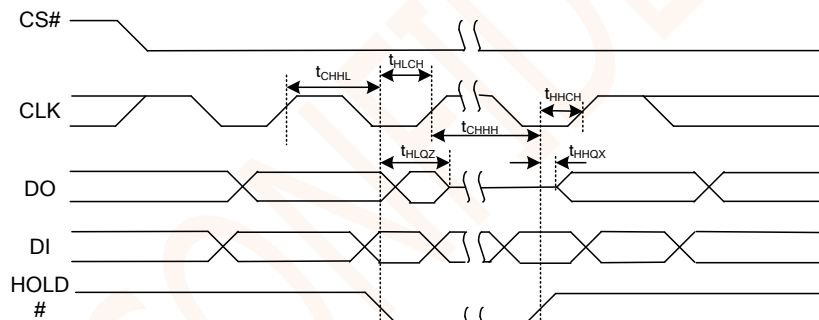 CS#
tCHHL
tHLCH
CLK
tHHCH
tCHHH
tHLQZ
tHHQX
DO
DI
HOLD
#